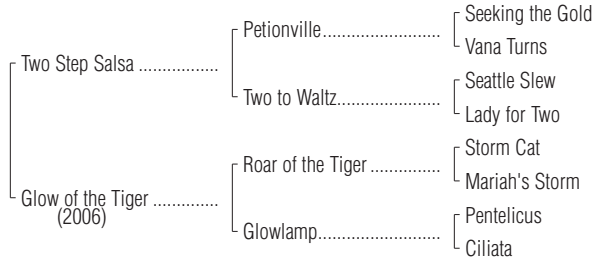 Seeking the Gold
Petionville........................
Vana Turns
Two Step Salsa ................
Seattle Slew
Two to Waltz.....................
Lady for Two
Storm Cat
Roar of the Tiger ..............
Mariah's Storm
Glow of the Tiger .............
(2006)
Pentelicus
Glowlamp.........................
Ciliata